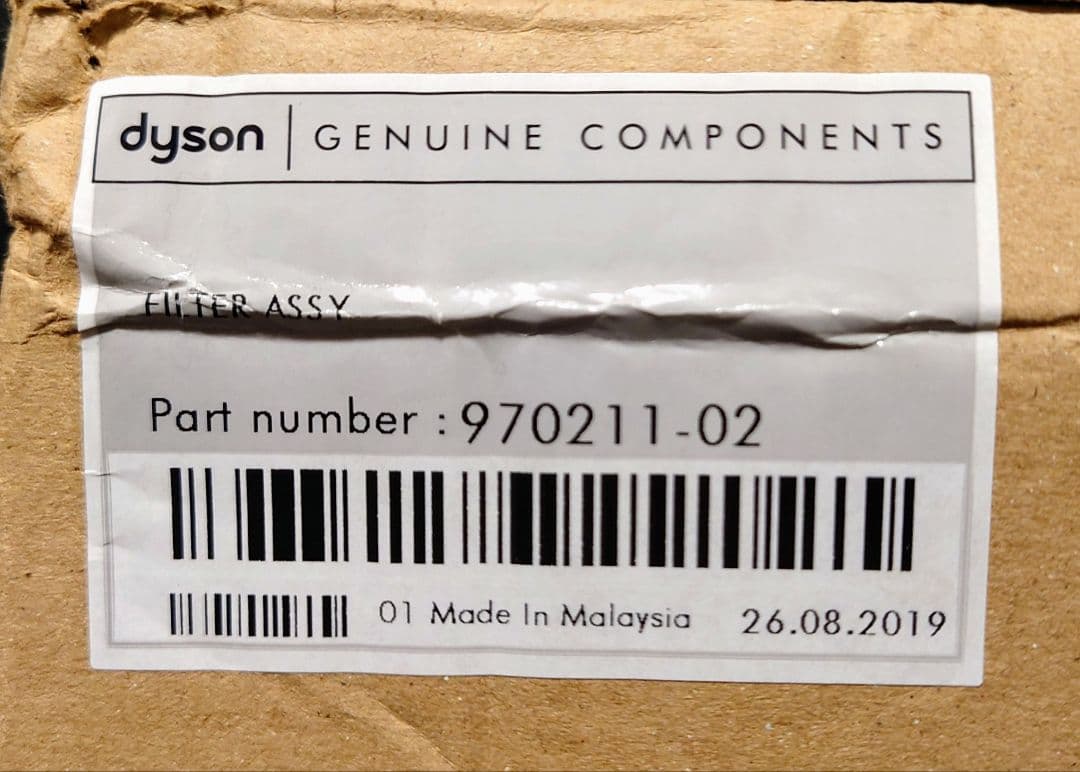 dyson | GENUINE COMPONENTS
FILTER ASSY
Part number : 970211-02
01 Made In Malaysia 26.08.2019